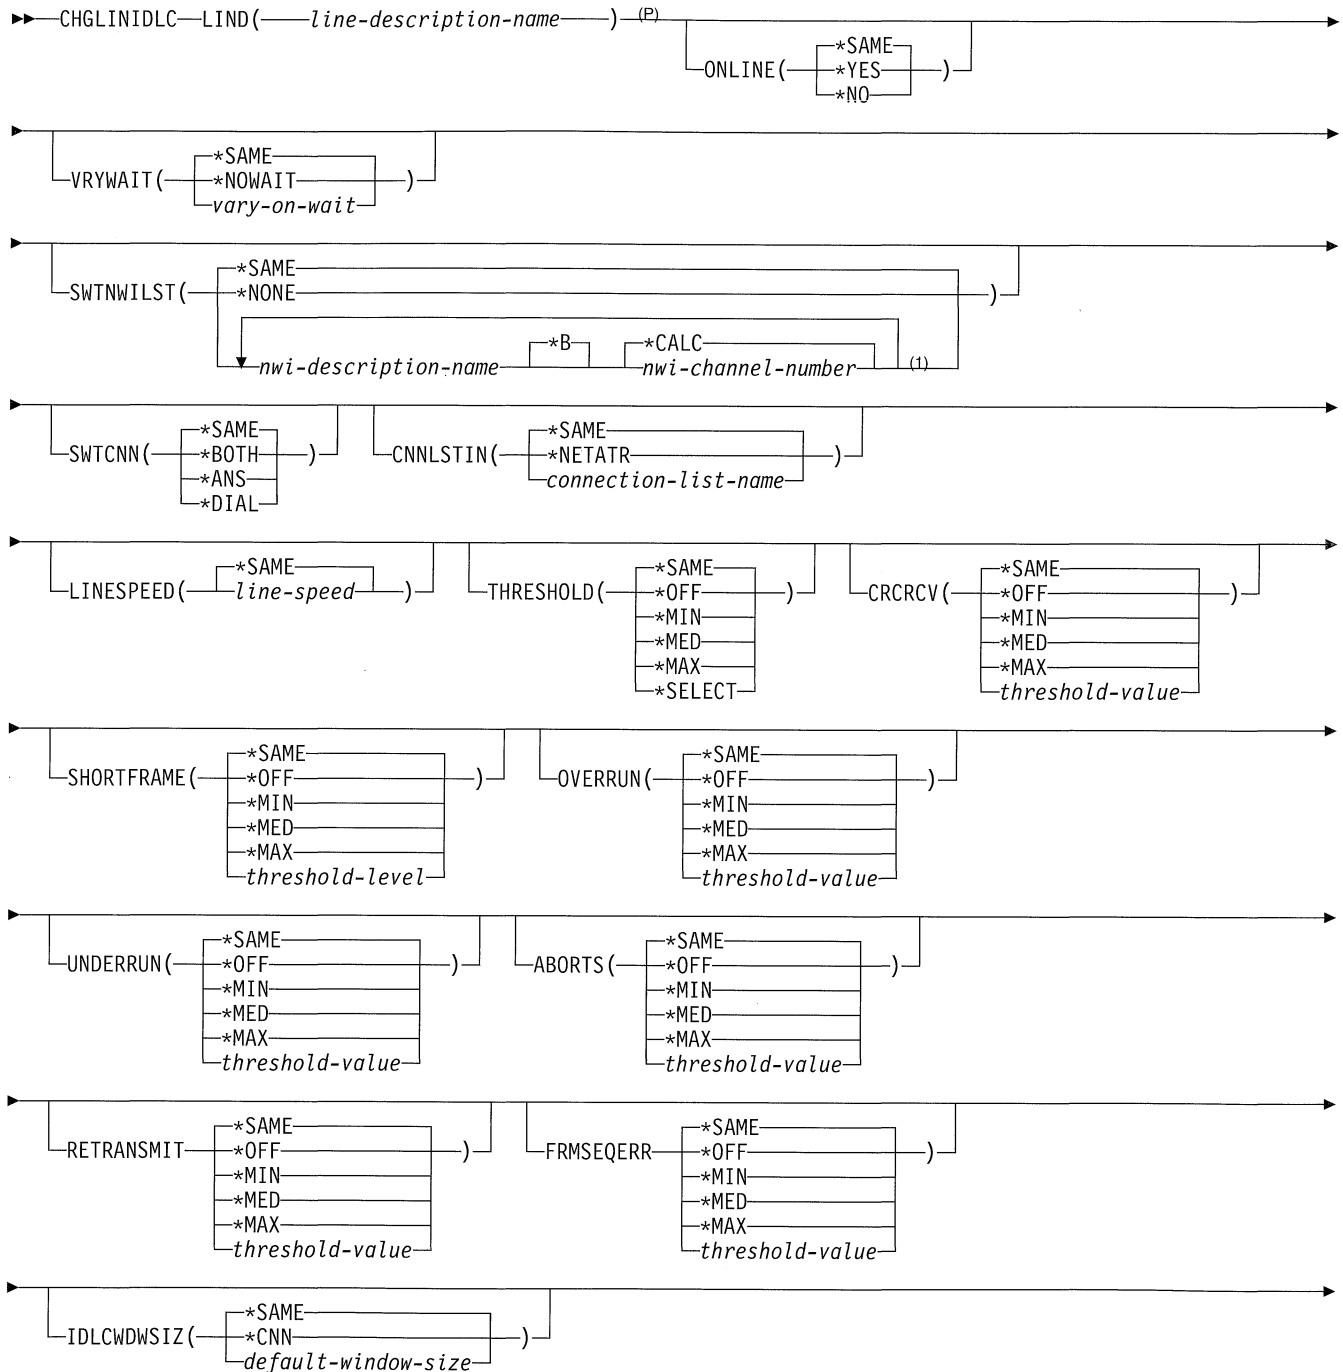 CHGLINIDLC LIND( line-description-name ) (P)
ONLINE( *SAME )
*YES
*NO
VRYWAIT( *SAME )
*NOWAIT
vary-on-wait
SWTNWILST( *SAME )
*NONE
nwi-description-name *B *CALC
nwi-channel-number (1)
SWTCNN( *SAME )
*BOTH
*ANS
*DIAL
CNNLSTIN( *SAME )
*NETATR
connection-list-name
LINESPEED( *SAME )
line-speed
THRESHOLD( *SAME )
*OFF
*MIN
*MED
*MAX
*SELECT
CRCRCV( *SAME )
*OFF
*MIN
*MED
*MAX
threshold-value
SHORTFRAME( *SAME )
*OFF
*MIN
*MED
*MAX
threshold-level
OVERRUN( *SAME )
*OFF
*MIN
*MED
*MAX
threshold-value
UNDERRUN( *SAME )
*OFF
*MIN
*MED
*MAX
threshold-value
ABORTS( *SAME )
*OFF
*MIN
*MED
*MAX
threshold-value
RETRANSMIT *SAME )
*OFF
*MIN
*MED
*MAX
threshold-value
FRMSEQERR *SAME )
*OFF
*MIN
*MED
*MAX
threshold-value
IDLCWDWSIZ( *SAME )
*CNN
default-window-size